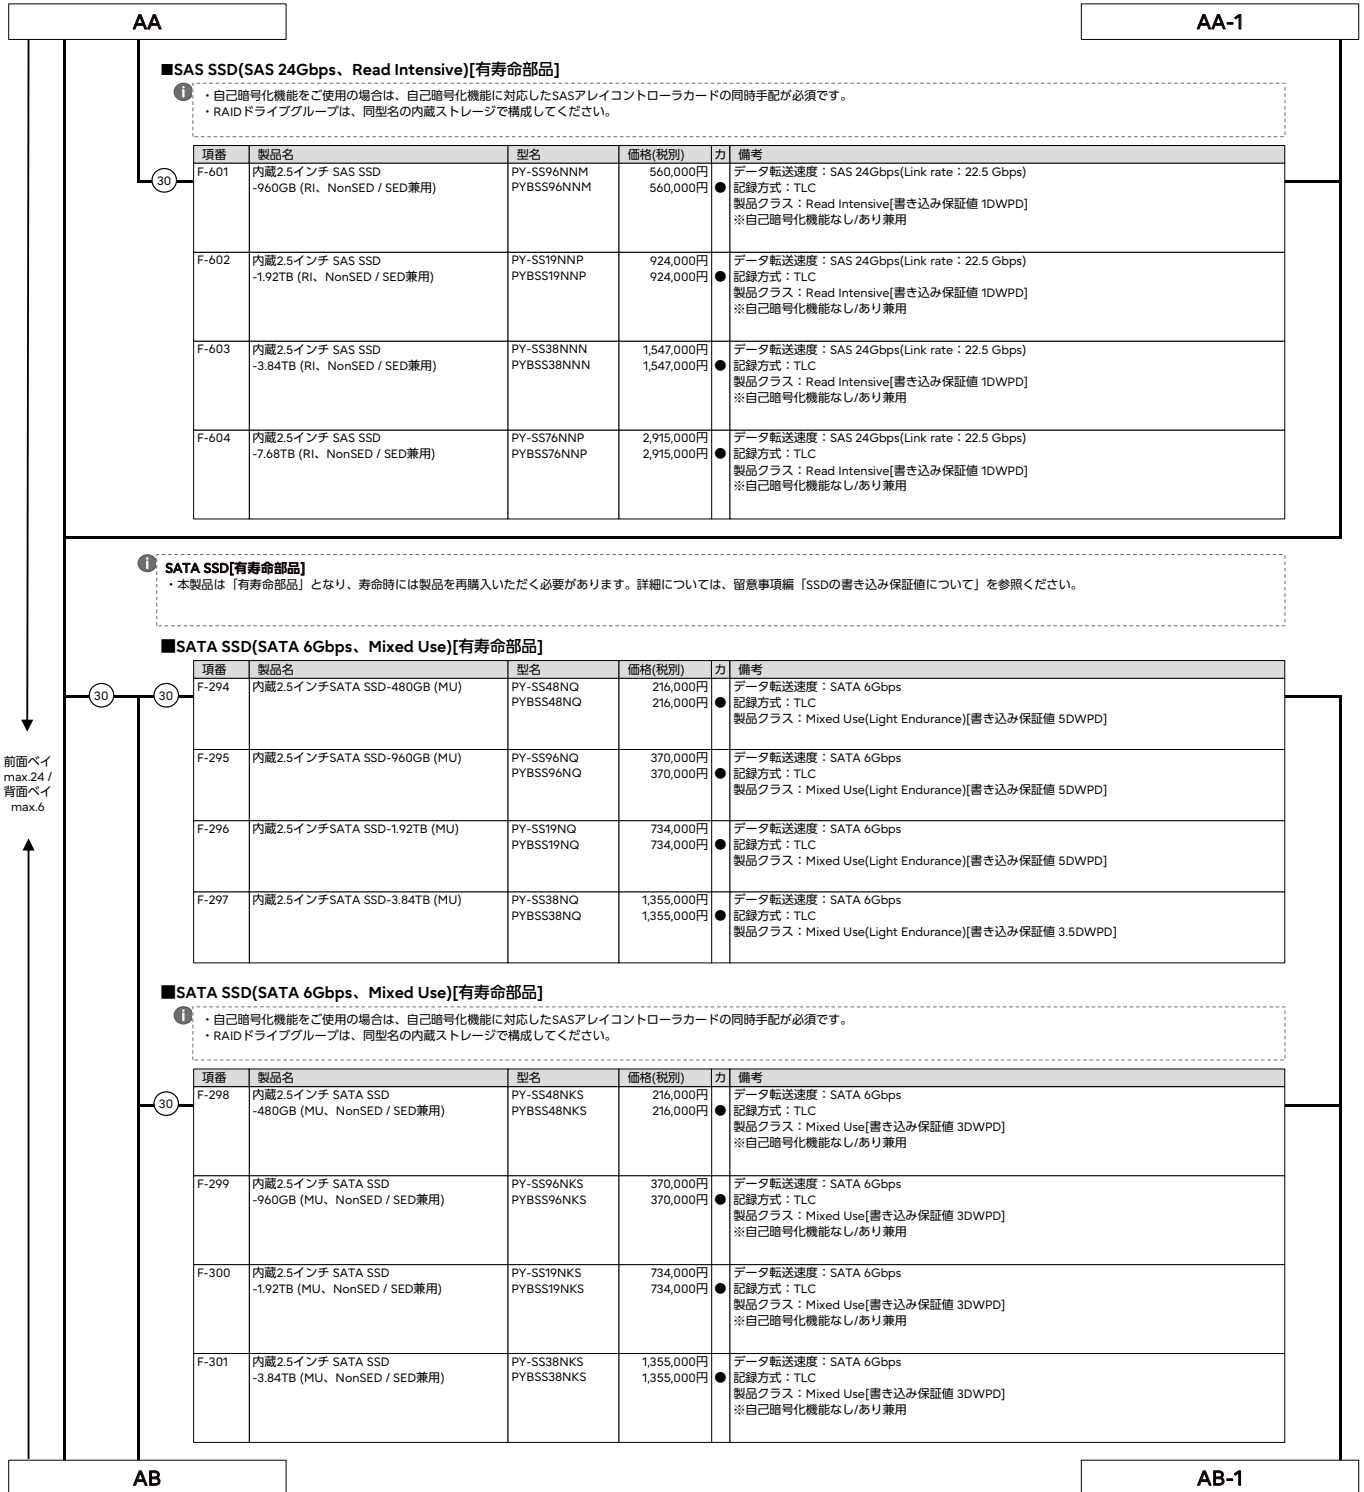 AA
AA-1
■SAS SSD(SAS 24Gbps、Read Intensive)[有寿命部品]
・自己暗号化機能をご使用の場合は、自己暗号化機能に対応したSASアレイコントローラカードの同時手配が必須です。
・RAIDドライブグループは、同型名の内蔵ストレージで構成してください。
項番 製品名 型名 価格(税別) カ 備考
30
F-601 内蔵2.5インチ SAS SSD PY-SS96NNM 560,000円 データ転送速度：SAS 24Gbps(Link rate：22.5 Gbps)
-960GB (RI、NonSED / SED兼用) PYBSS96NNM 560,000円 ● 記録方式：TLC
製品クラス：Read Intensive[書き込み保証値 1DWPD]
※自己暗号化機能なし/あり兼用
F-602 内蔵2.5インチ SAS SSD PY-SS19NNP 924,000円 データ転送速度：SAS 24Gbps(Link rate：22.5 Gbps)
-1.92TB (RI、NonSED / SED兼用) PYBSS19NNP 924,000円 ● 記録方式：TLC
製品クラス：Read Intensive[書き込み保証値 1DWPD]
※自己暗号化機能なし/あり兼用
F-603 内蔵2.5インチ SAS SSD PY-SS38NNN 1,547,000円 データ転送速度：SAS 24Gbps(Link rate：22.5 Gbps)
-3.84TB (RI、NonSED / SED兼用) PYBSS38NNN 1,547,000円 ● 記録方式：TLC
製品クラス：Read Intensive[書き込み保証値 1DWPD]
※自己暗号化機能なし/あり兼用
F-604 内蔵2.5インチ SAS SSD PY-SS76NNP 2,915,000円 データ転送速度：SAS 24Gbps(Link rate：22.5 Gbps)
-7.68TB (RI、NonSED / SED兼用) PYBSS76NNP 2,915,000円 ● 記録方式：TLC
製品クラス：Read Intensive[書き込み保証値 1DWPD]
※自己暗号化機能なし/あり兼用
SATA SSD[有寿命部品]
・本製品は「有寿命部品」となり、寿命時には製品を再購入いただく必要があります。詳細については、留意事項編「SSDの書き込み保証値について」を参照ください。
■SATA SSD(SATA 6Gbps、Mixed Use)[有寿命部品]
項番 製品名 型名 価格(税別) カ 備考
30 30
F-294 内蔵2.5インチSATA SSD-480GB (MU) PY-SS48NQ 216,000円 データ転送速度：SATA 6Gbps
PYBSS48NQ 216,000円 ● 記録方式：TLC
製品クラス：Mixed Use(Light Endurance)[書き込み保証値 5DWPD]
前面ベイ
max.24 /
背面ベイ
max.6
F-295 内蔵2.5インチSATA SSD-960GB (MU) PY-SS96NQ 370,000円 データ転送速度：SATA 6Gbps
PYBSS96NQ 370,000円 ● 記録方式：TLC
製品クラス：Mixed Use(Light Endurance)[書き込み保証値 5DWPD]
F-296 内蔵2.5インチSATA SSD-1.92TB (MU) PY-SS19NQ 734,000円 データ転送速度：SATA 6Gbps
PYBSS19NQ 734,000円 ● 記録方式：TLC
製品クラス：Mixed Use(Light Endurance)[書き込み保証値 5DWPD]
F-297 内蔵2.5インチSATA SSD-3.84TB (MU) PY-SS38NQ 1,355,000円 データ転送速度：SATA 6Gbps
PYBSS38NQ 1,355,000円 ● 記録方式：TLC
製品クラス：Mixed Use(Light Endurance)[書き込み保証値 3.5DWPD]
■SATA SSD(SATA 6Gbps、Mixed Use)[有寿命部品]
・自己暗号化機能をご使用の場合は、自己暗号化機能に対応したSASアレイコントローラカードの同時手配が必須です。
・RAIDドライブグループは、同型名の内蔵ストレージで構成してください。
項番 製品名 型名 価格(税別) カ 備考
30
F-298 内蔵2.5インチ SATA SSD PY-SS48NKS 216,000円 データ転送速度：SATA 6Gbps
-480GB (MU、NonSED / SED兼用) PYBSS48NKS 216,000円 ● 記録方式：TLC
製品クラス：Mixed Use[書き込み保証値 3DWPD]
※自己暗号化機能なし/あり兼用
F-299 内蔵2.5インチ SATA SSD PY-SS96NKS 370,000円 データ転送速度：SATA 6Gbps
-960GB (MU、NonSED / SED兼用) PYBSS96NKS 370,000円 ● 記録方式：TLC
製品クラス：Mixed Use[書き込み保証値 3DWPD]
※自己暗号化機能なし/あり兼用
F-300 内蔵2.5インチ SATA SSD PY-SS19NKS 734,000円 データ転送速度：SATA 6Gbps
-1.92TB (MU、NonSED / SED兼用) PYBSS19NKS 734,000円 ● 記録方式：TLC
製品クラス：Mixed Use[書き込み保証値 3DWPD]
※自己暗号化機能なし/あり兼用
F-301 内蔵2.5インチ SATA SSD PY-SS38NKS 1,355,000円 データ転送速度：SATA 6Gbps
-3.84TB (MU、NonSED / SED兼用) PYBSS38NKS 1,355,000円 ● 記録方式：TLC
製品クラス：Mixed Use[書き込み保証値 3DWPD]
※自己暗号化機能なし/あり兼用
AB
AB-1